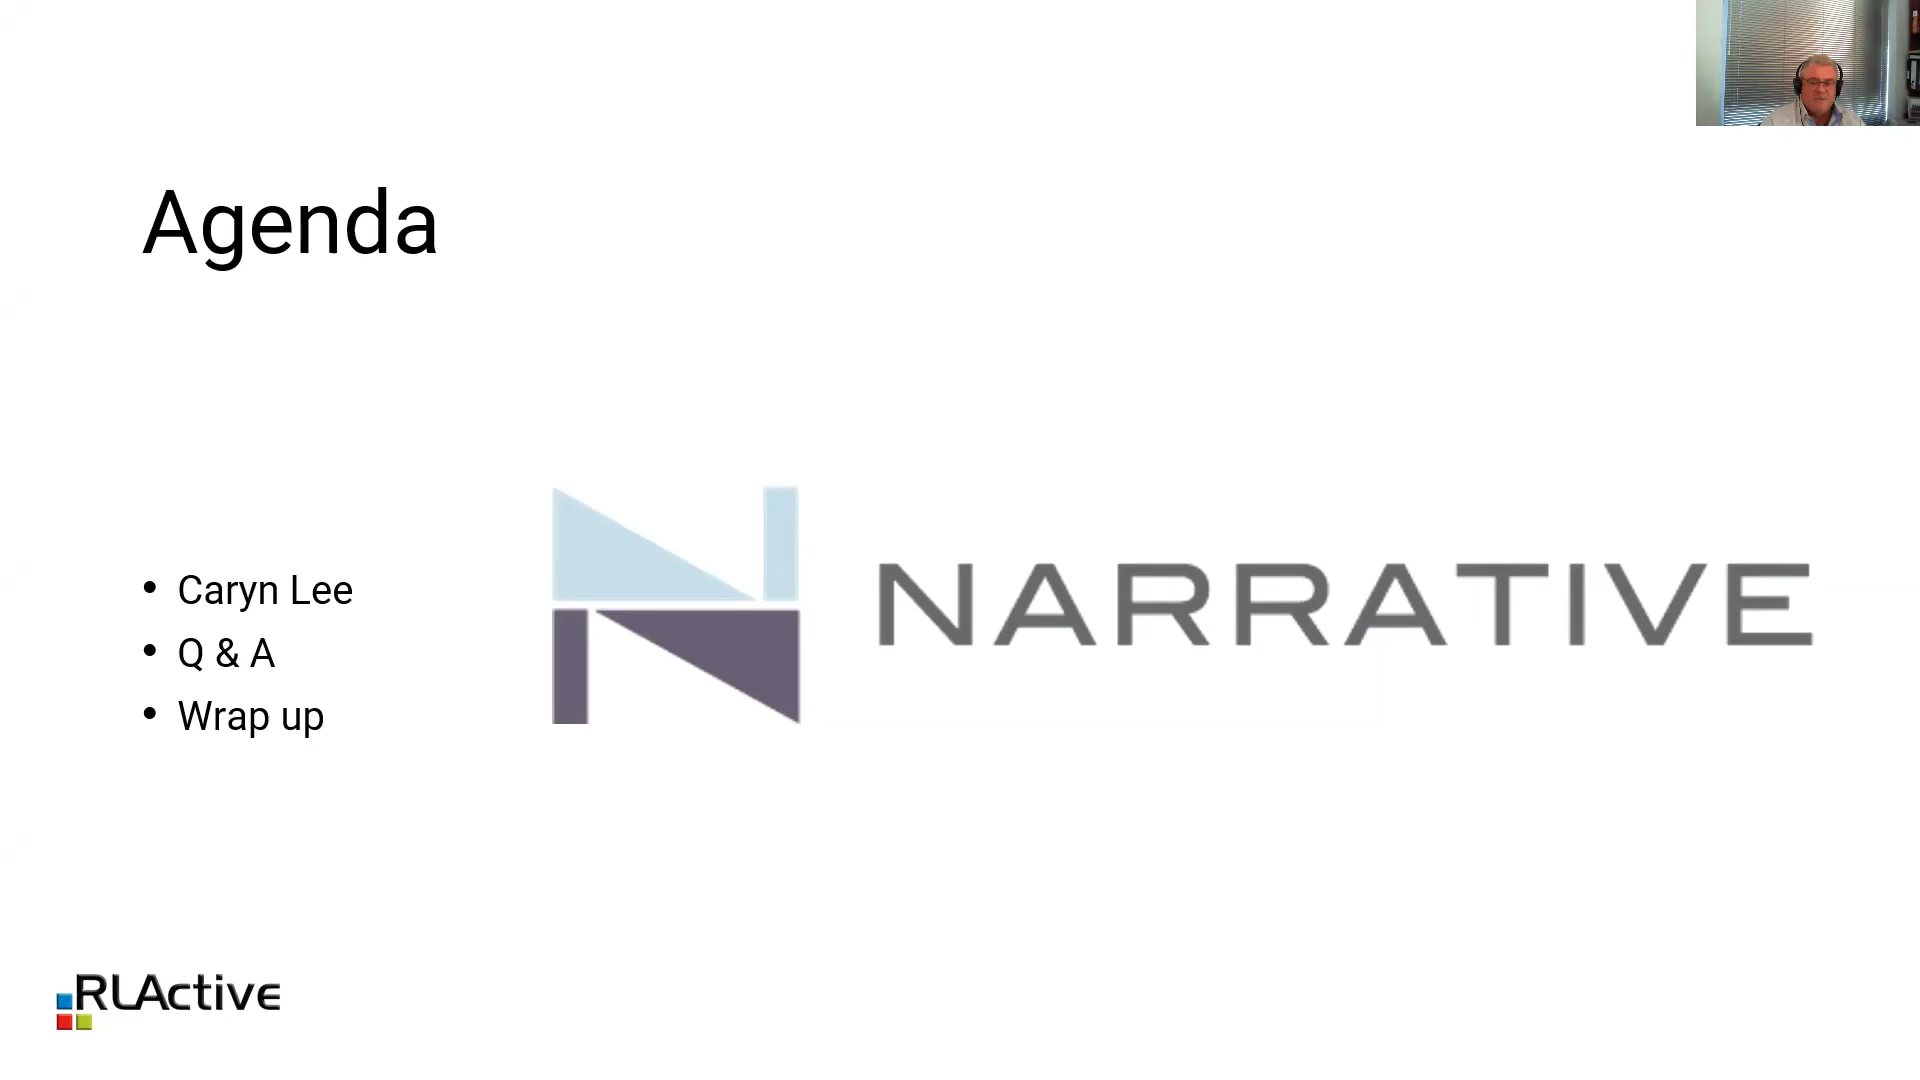 Agenda
• Caryn Lee
• Q & A
• Wrap up
NARRATIVE
RLActive